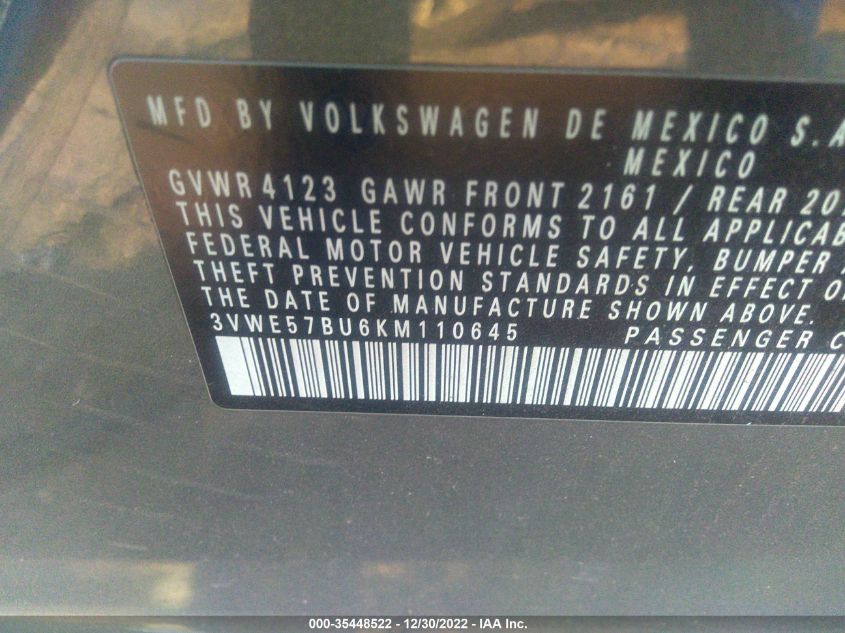 MFD BY VOLKSWAGEN DE MEXICO S.A
MEXICO
GVWR 4123 GAWR FRONT 2161 / REAR
THIS VEHICLE CONFORMS TO ALL APPLICAB
FEDERAL MOTOR VEHICLE SAFETY, BUMPER
THEFT PREVENTION STANDARDS IN EFFECT O
THE DATE OF MANUFACTURE SHOWN ABOVE.
3VWE57BU6KM110645 PASSENGER C
000-35448522 - 12/30/2022 - IAA Inc.